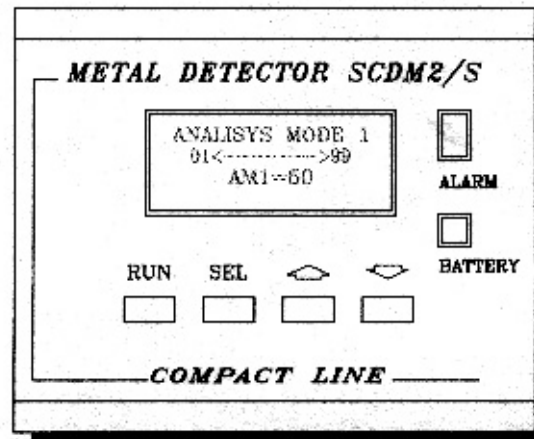 METAL DETECTOR SCDM2/S
ANALISYS MODE 1
01<------------>99
AM1=60
ALARM
BATTERY
RUN SEL
COMPACT LINE